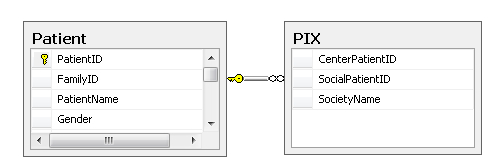 Patient
PatientID
FamilyID
PatientName
Gender
PIX
CenterPatientID
SocialPatientID
SocietyName